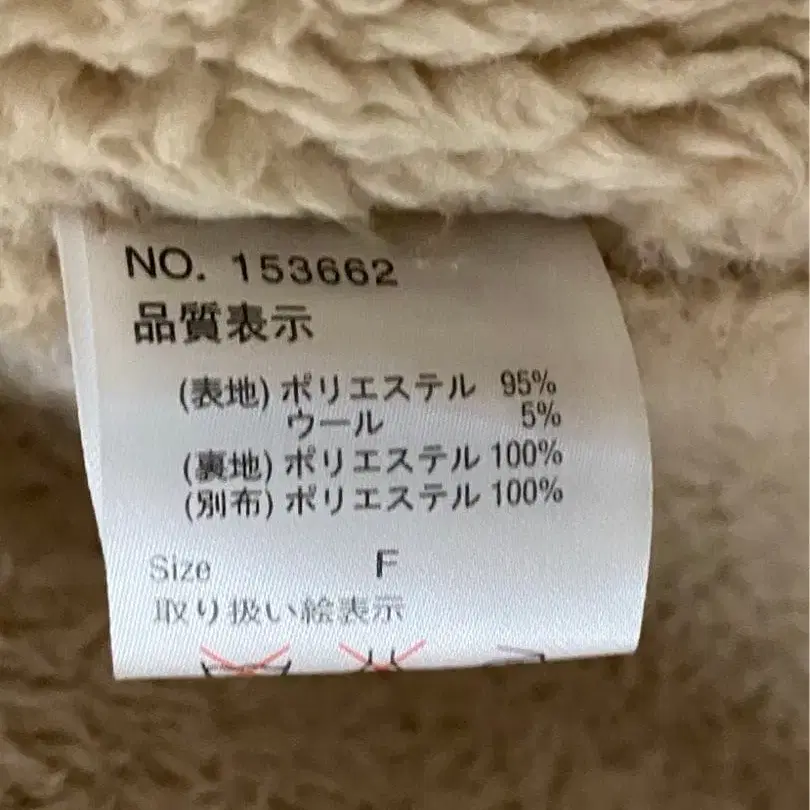 NO. 153662
品質表示
(表地) ポリエステル 95%
ウール 5%
(裏地) ポリエステル 100%
(別布) ポリエステル 100%
Size F
取り扱い絵表示